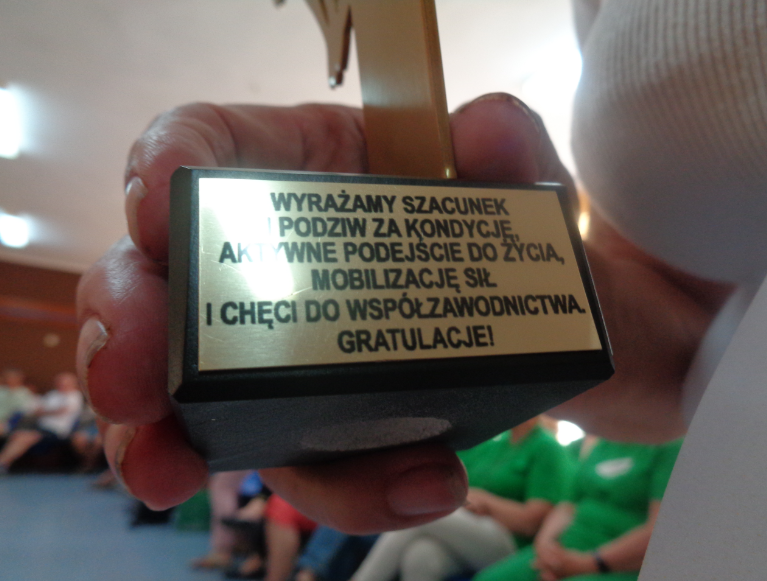 WYRAŻAMY SZACUNEK
I PODZIW ZA KONDYCJĘ,
AKTYWNE PODEJŚCIE DO ŻYCIA,
MOBILIZACJĘ SIŁ
I CHĘCI DO WSPÓŁZAWODNICTWA.
GRATULACJE!